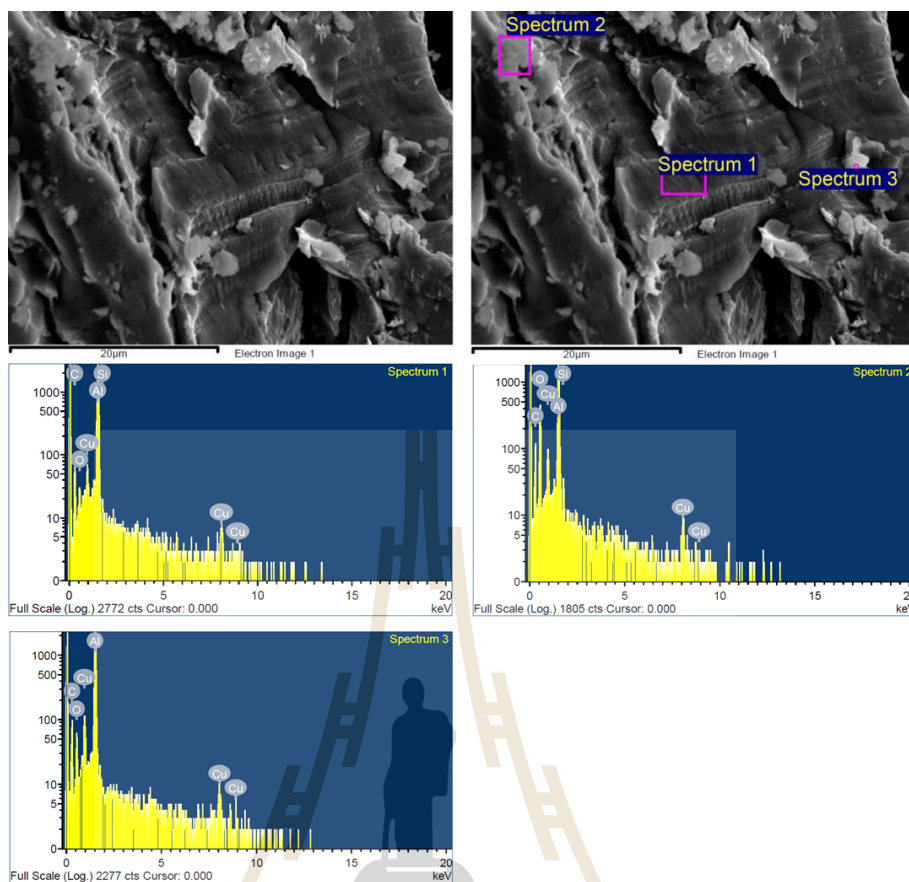 Spectrum 2
Spectrum 1
Spectrum 3
20µm Electron Image 1
20µm Electron Image 1
Spectrum 1
C Si
Al
Cu
O
Cu
Cu
1000
500
100
50
10
5
0
0 5 10 15 20
Full Scale (Log.) 2772 cts Cursor: 0.000 keV
Spectrum 2
O Si
Cu
C Al
Cu
Cu
1000
500
100
50
10
5
0
0 5 10 15 20
Full Scale (Log.) 1805 cts Cursor: 0.000 keV
Spectrum 3
Al
Cu
C
O
Cu
Cu
1000
500
100
50
10
5
0
0 5 10 15 20
Full Scale (Log.) 2277 cts Cursor: 0.000 keV